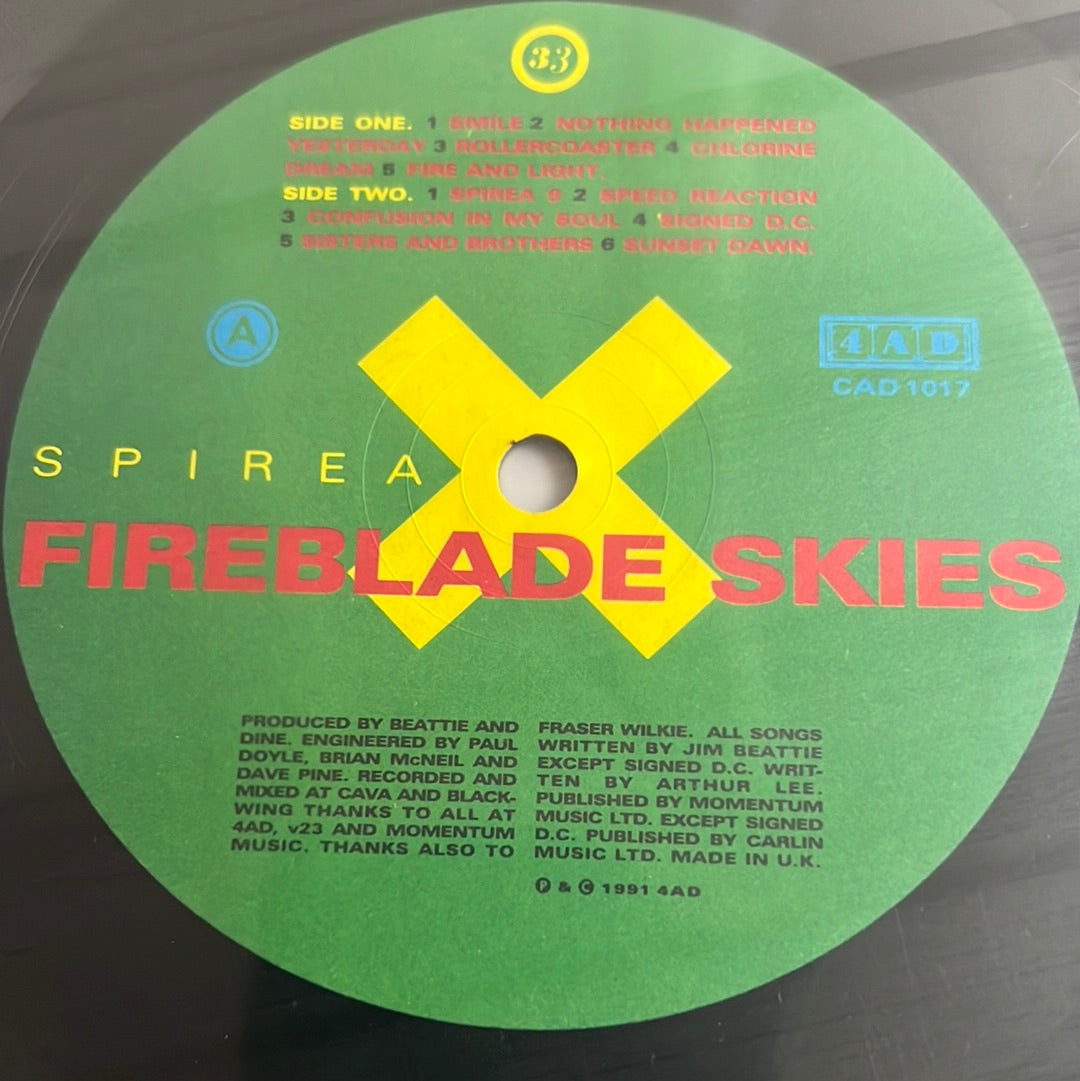 33
SIDE ONE. 1 SMILE 2 NOTHING HAPPENED
YESTERDAY 3 ROLLERCOASTER 4 CHLORINE
DREAM 5 FIRE AND LIGHT.
SIDE TWO. 1 SPIREA 9 2 SPEED REACTION
3 CONFUSION IN MY SOUL 4 SIGNED D.C.
5 SISTERS AND BROTHERS 6 SUNSET DAWN.
A
4AD
CAD 1017
SPIREA X
FIREBLADE SKIES
PRODUCED BY BEATTIE AND
DINE. ENGINEERED BY PAUL
DOYLE, BRIAN McNEIL AND
DAVE PINE. RECORDED AND
MIXED AT CAVA AND BLACK-
WING THANKS TO ALL AT
4AD, v23 AND MOMENTUM
MUSIC. THANKS ALSO TO
FRASER WILKIE. ALL SONGS
WRITTEN BY JIM BEATTIE
EXCEPT SIGNED D.C. WRIT-
TEN BY ARTHUR LEE.
PUBLISHED BY MOMENTUM
MUSIC LTD. EXCEPT SIGNED
D.C. PUBLISHED BY CARLIN
MUSIC LTD. MADE IN U.K.
Ⓟ & © 1991 4AD